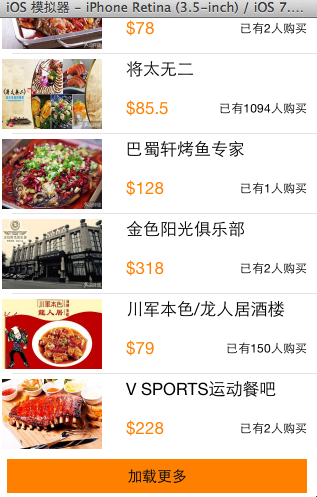 iOS 模拟器 – iPhone Retina (3.5-inch) / iOS 7....
$78
已有2人购买
将太无二
$85.5
已有1094人购买
巴蜀轩烤鱼专家
$128
已有1人购买
金色阳光俱乐部
$318
已有2人购买
川军本色/龙人居酒楼
$79
已有150人购买
V SPORTS运动餐吧
$228
已有2人购买
加载更多